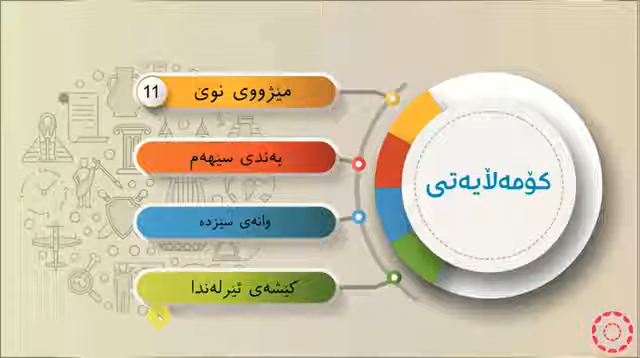 کۆمەڵایەتی
مێژووی نوێ 11
بەندی سێهەم
وانەی سێزدە
کێشەی ئێرلەندا